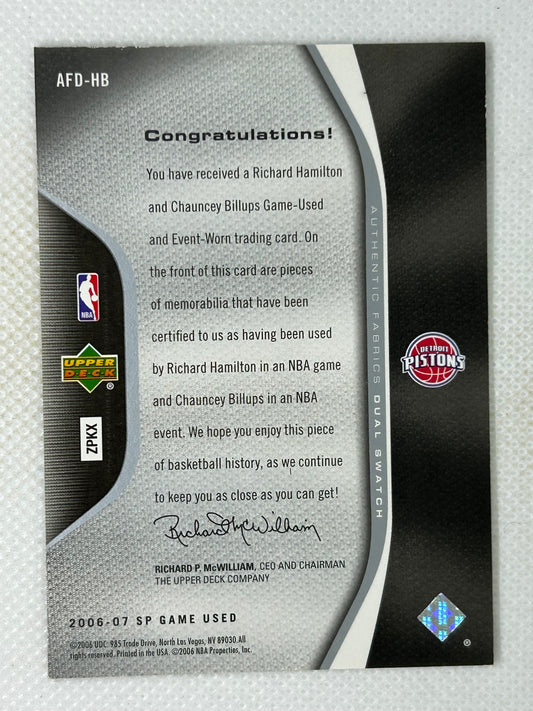 AFD-HB
Congratulations!
You have received a Richard Hamilton
and Chauncey Billups Game-Used
and Event-Worn trading card. On
the front of this card are pieces
of memorabilia that have been
certified to us as having been used
by Richard Hamilton in an NBA game
and Chauncey Billups in an NBA
event. We hope you enjoy this piece
of basketball history, as we continue
to keep you as close as you can get!
Richard McWilliam
RICHARD P. McWILLIAM, CEO AND CHAIRMAN
THE UPPER DECK COMPANY
2006-07 SP GAME USED
©2006 UDC. 985 Trade Drive, North Las Vegas, NV 89030. All
rights reserved. Printed in the USA. ©2006 NBA Properties, Inc.
NBA
UPPER
DECK
®
ZPKX
AUTHENTIC FABRICS DUAL SWATCH
DETROIT
PISTONS
®